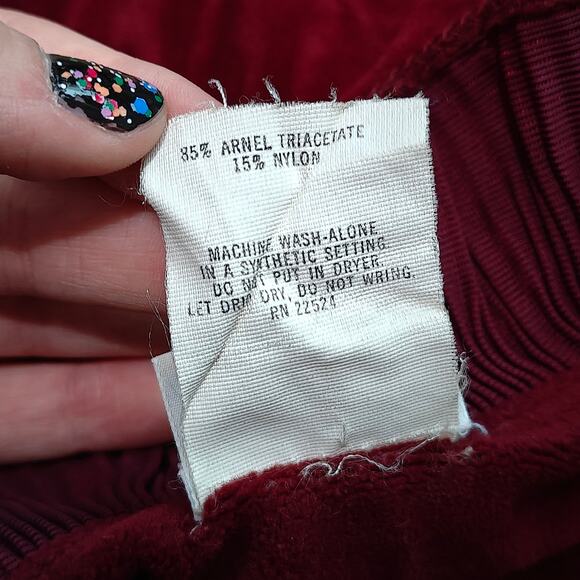 85% ARNEL TRIACETATE
15% NYLON
MACHINE WASH-ALONE
IN A SYNTHETIC SETTING
DO NOT PUT IN DRYER.
LET DRIP DRY, DO NOT WRING.
RN 22524